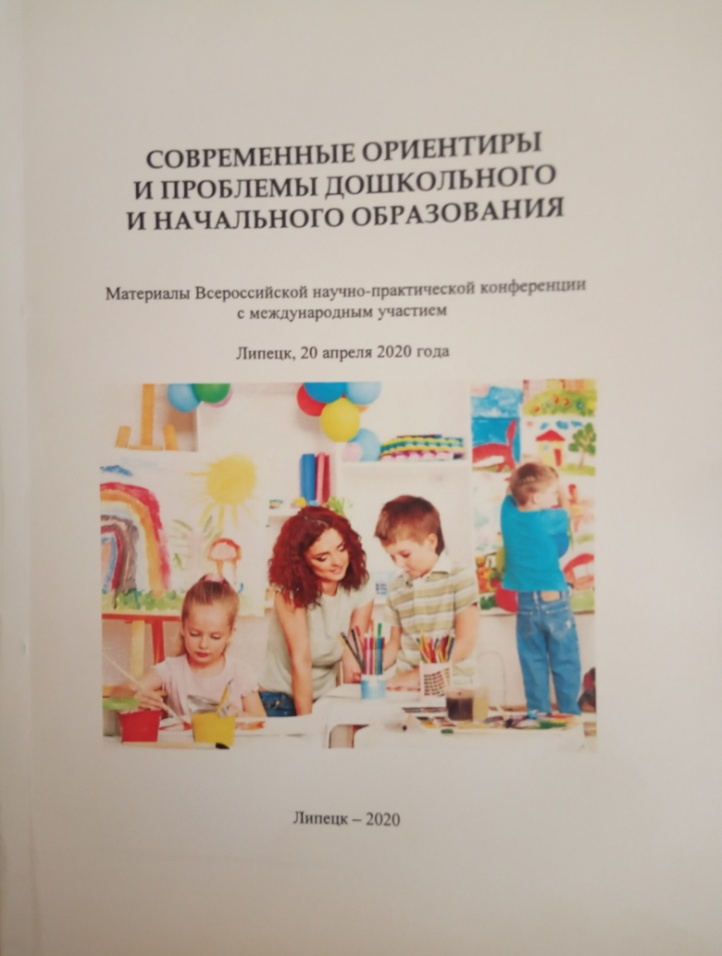 СОВРЕМЕННЫЕ ОРИЕНТИРЫ
И ПРОБЛЕМЫ ДОШКОЛЬНОГО
И НАЧАЛЬНОГО ОБРАЗОВАНИЯ
Материалы Всероссийской научно-практической конференции
с международным участием
Липецк, 20 апреля 2020 года
Липецк – 2020